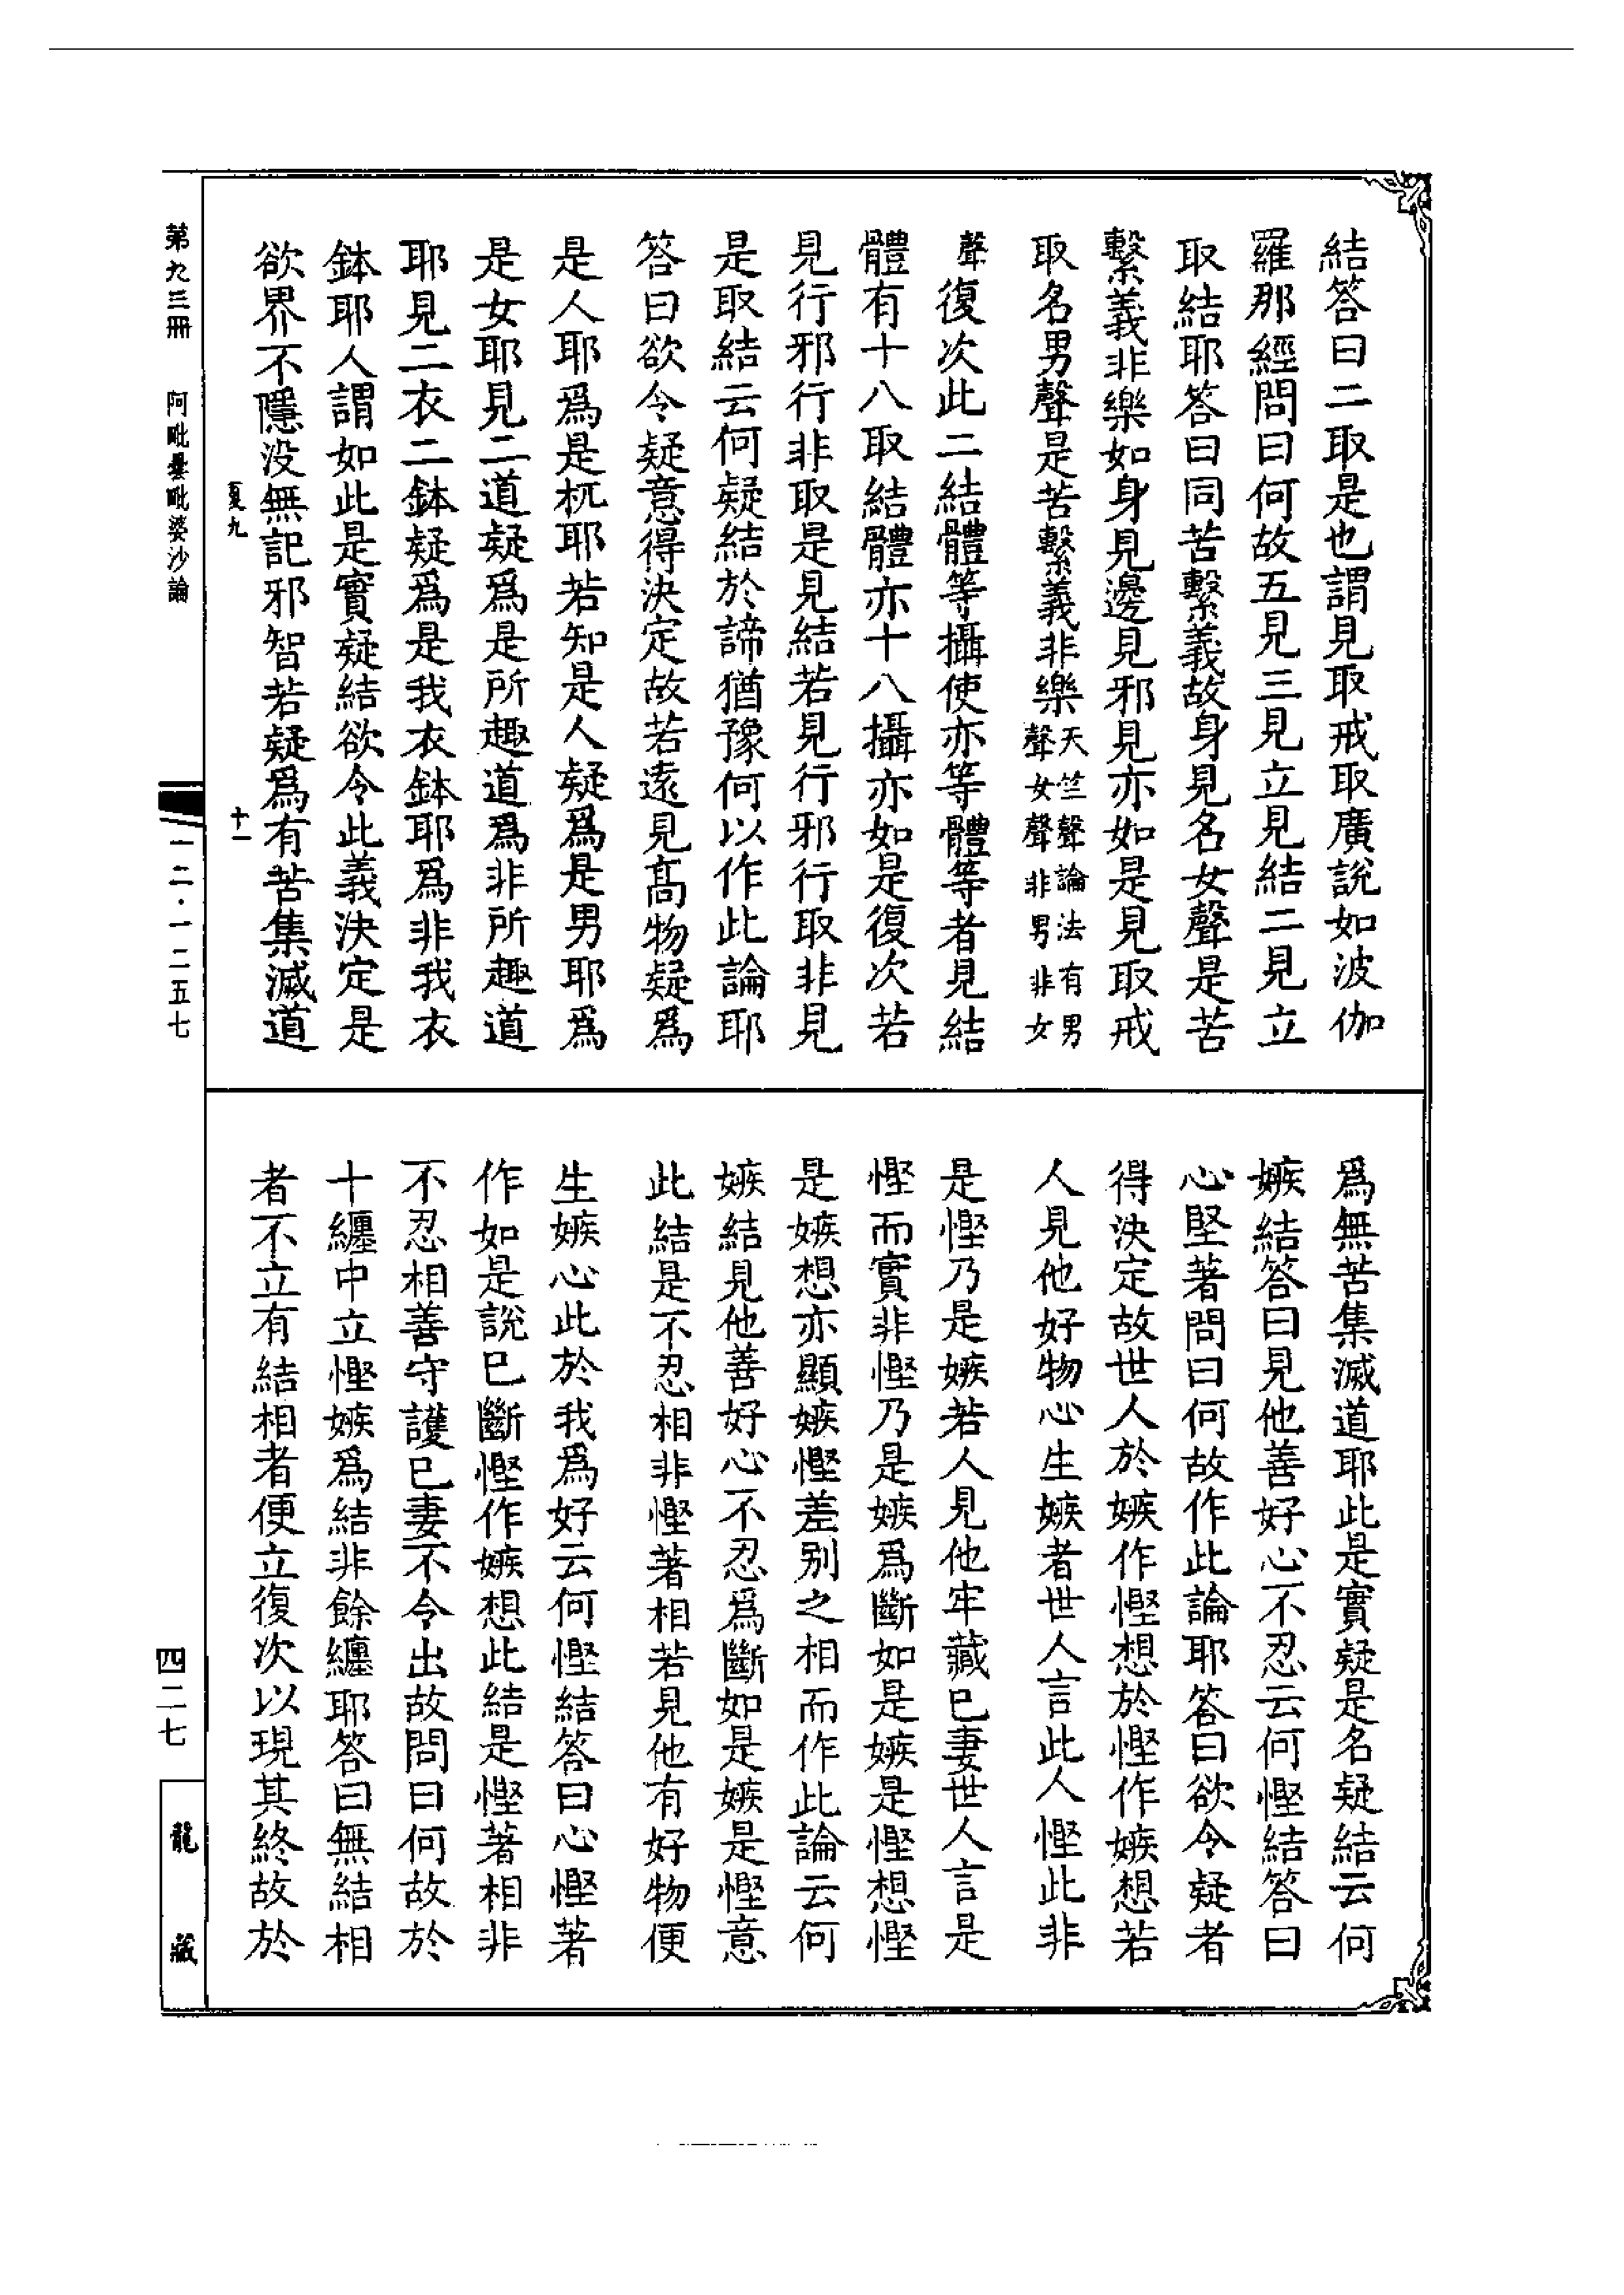 結答曰二取是也謂見取戒取廣說如波伽
羅那經問曰何故五見三見立見結二見立
取結耶答曰同苦繫義故身見名女聲是苦
繫義非樂如身見邊見邪見亦如是見取戒
取名男聲是苦繫義非樂天竺聲論法有男聲女聲非男非女
聲復次此二結體等攝使亦等體等者見結
體有十八取結體亦十八攝亦如是復次若
見行邪行非取是見結若見行邪行取非見
是取結云何疑結於諦猶豫何以作此論耶
答曰欲令疑意得決定故若遠見高物疑爲
是人耶爲是杌耶若知是人疑爲是男耶爲
是女耶見二道疑爲是所趣道爲非所趣道
耶見二衣二鉢疑爲是我衣鉢耶爲非我衣
鉢耶人謂如此是實疑結欲令此義決定是
欲界不隱没無記邪智若疑爲有苦集滅道
夏九 十一
爲無苦集滅道耶此是實疑是名疑結云何
嫉結答曰見他善好心不忍云何慳結答曰
心堅著問曰何故作此論耶答曰欲令疑者
得決定故世人於嫉作慳想於慳作嫉想若
人見他好物心生嫉者世人言此人慳此非
是慳乃是嫉若人見他牢藏已妻世人言是
慳而實非慳乃是嫉爲斷如是嫉是慳想慳
是嫉想亦顯嫉慳差别之相而作此論云何
嫉結見他善好心不忍爲斷如是嫉是慳意
此結是不忍相非慳著相若見他有好物便
生嫉心此於我爲好云何慳結答曰心慳著
作如是說已斷慳作嫉想此結是慳著相非
不忍相善守護已妻不令出故問曰何故於
十纏中立慳嫉爲結非餘纏耶答曰無結相
者不立有結相者便立復次以現其終故於
第九三冊 阿毗曇毗婆沙論
一二·一二五七
四二七
龍藏